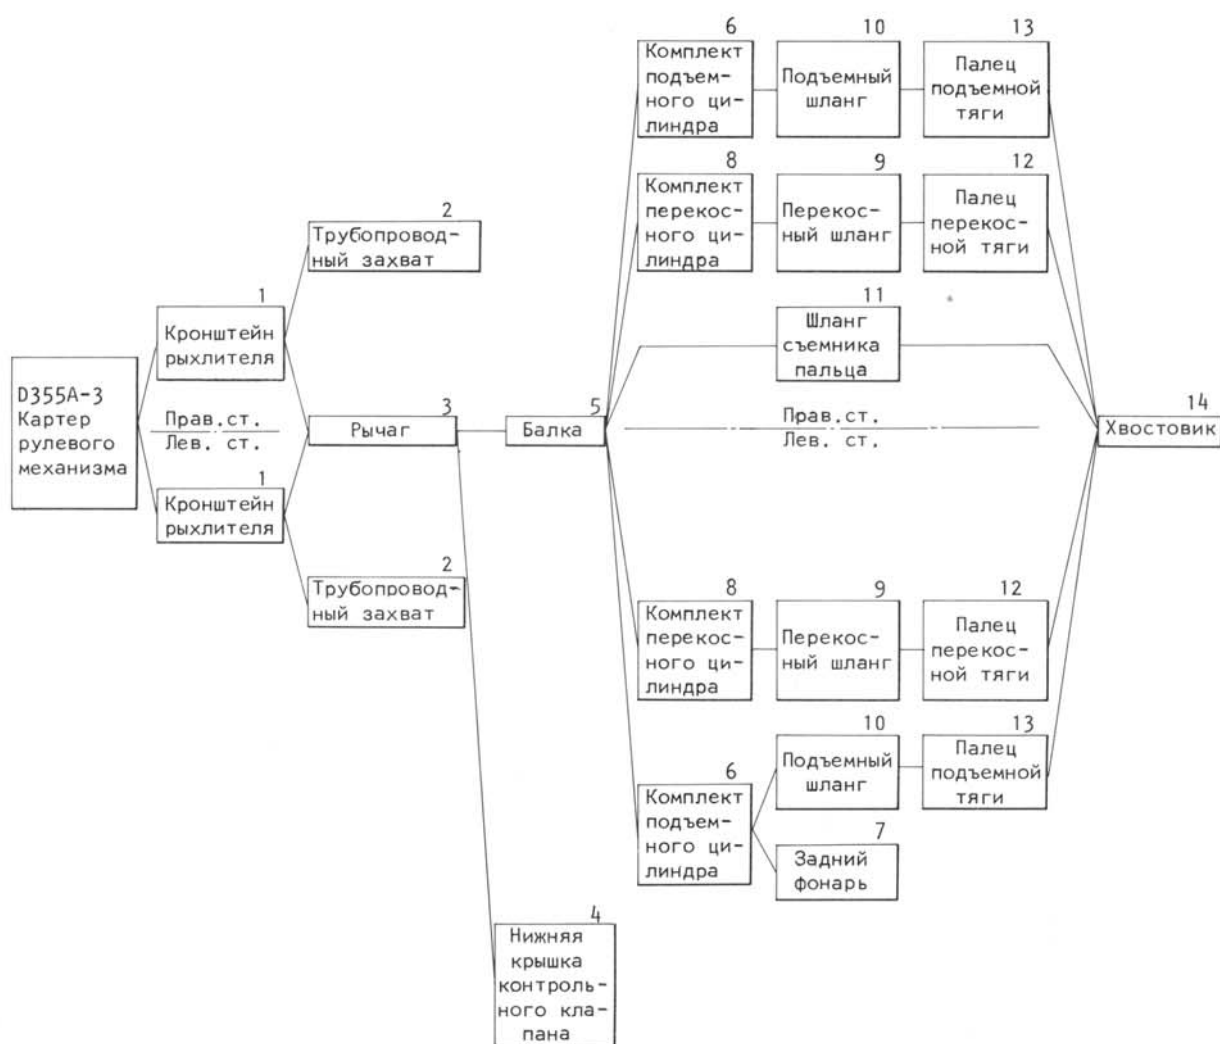 D355A-3
Картер
рулевого
механизма
1
Кронштейн
рыхлителя
Прав.ст.
Лев. ст.
1
Кронштейн
рыхлителя
2
Трубопровод-
ный захват
3
Рычаг
2
Трубопровод-
ный захват
4
Нижняя
крышка
контроль-
ного кла-
пана
5
Балка
6
Комплект
подъем-
ного ци-
линдра
10
Подъемный
шланг
13
Палец
подъемной
тяги
8
Комплект
перекос-
ного ци-
линдра
9
Перекос-
ный шланг
12
Палец
перекос-
ной тяги
11
Шланг
съемника
пальца
Прав.ст.
Лев. ст.
14
Хвостовик
8
Комплект
перекос-
ного ци-
линдра
9
Перекос-
ный шланг
12
Палец
перекос-
ной тяги
6
Комплект
подъем-
ного ци-
линдра
10
Подъемный
шланг
13
Палец
подъемной
тяги
7
Задний
фонарь